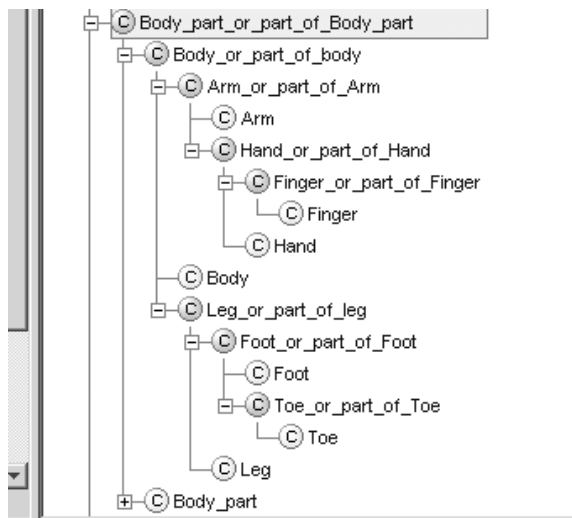 C Body_part_or_part_of_Body_part
C Body_or_part_of_body
C Arm_or_part_of_Arm
C Arm
C Hand_or_part_of_Hand
C Finger_or_part_of_Finger
C Finger
C Hand
C Body
C Leg_or_part_of_leg
C Foot_or_part_of_Foot
C Foot
C Toe_or_part_of_Toe
C Toe
C Leg
C Body_part